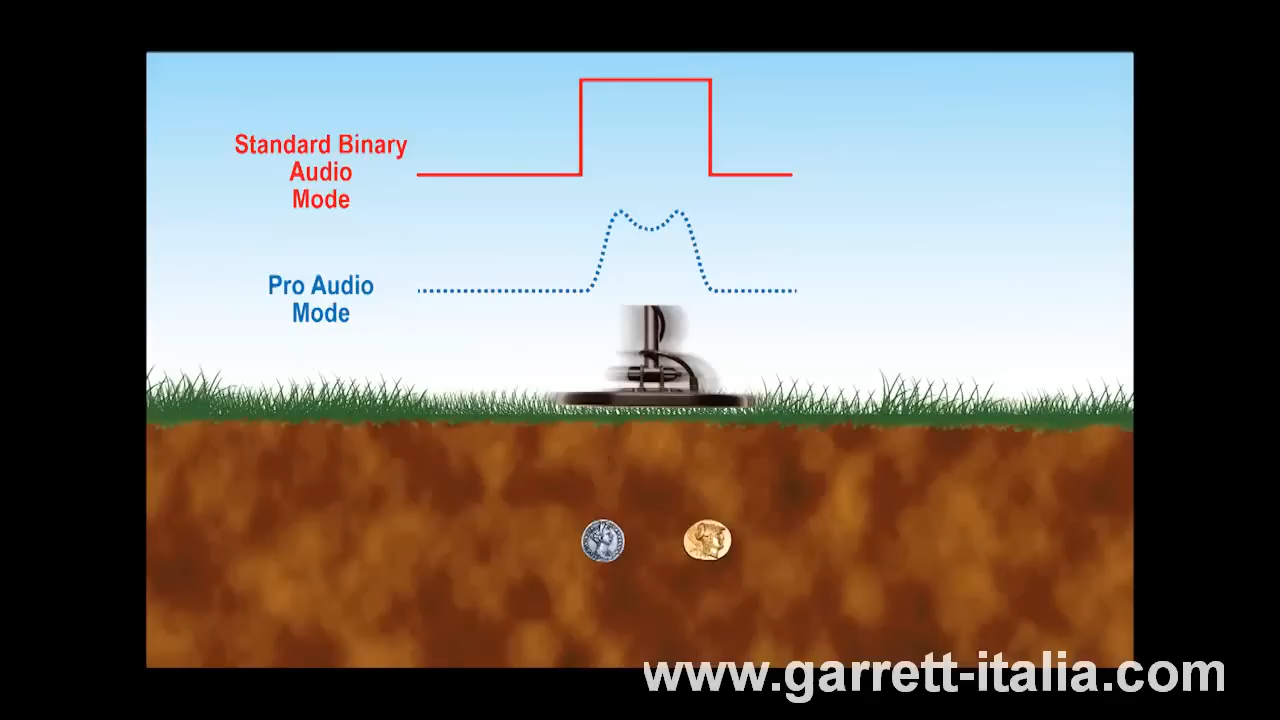 Standard Binary
Audio
Mode
Pro Audio
Mode
www.garrett-italia.com